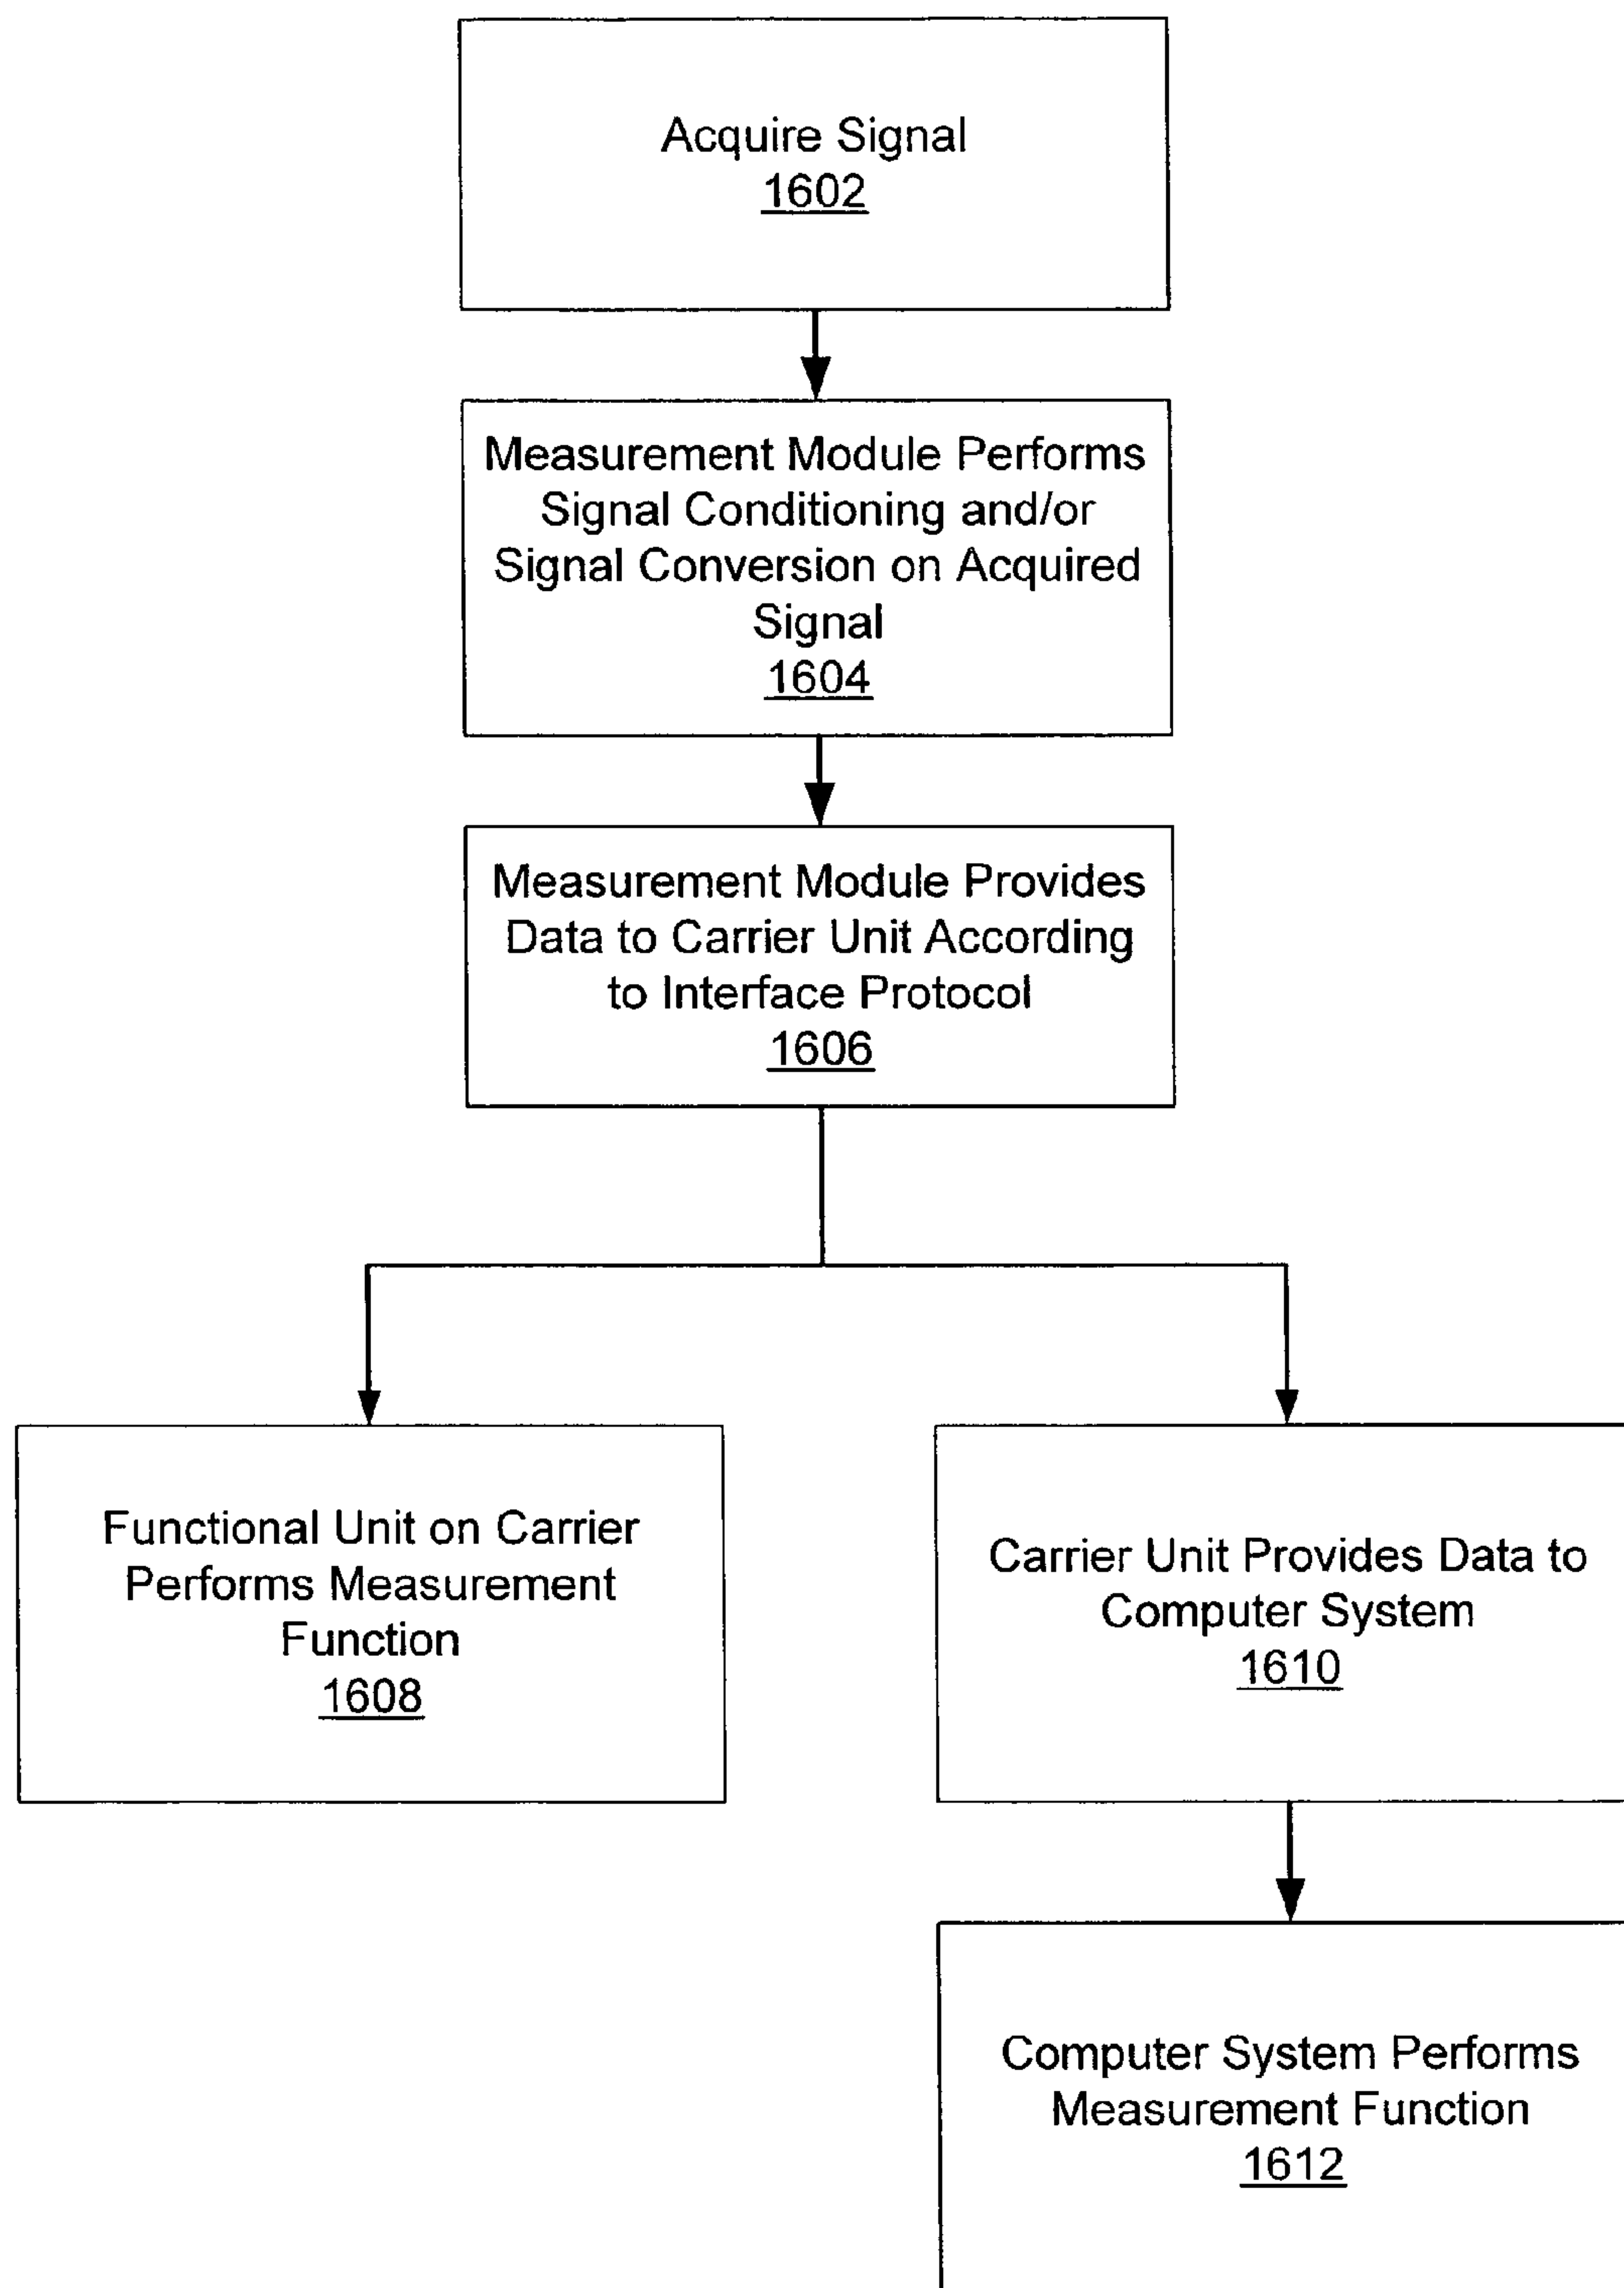 Acquire Signal
1602
Measurement Module Performs
Signal Conditioning and/or
Signal Conversion on Acquired
Signal
1604
Measurement Module Provides
Data to Carrier Unit According
to Interface Protocol
1606
Functional Unit on Carrier
Performs Measurement
Function
1608
Carrier Unit Provides Data to
Computer System
1610
Computer System Performs
Measurement Function
1612